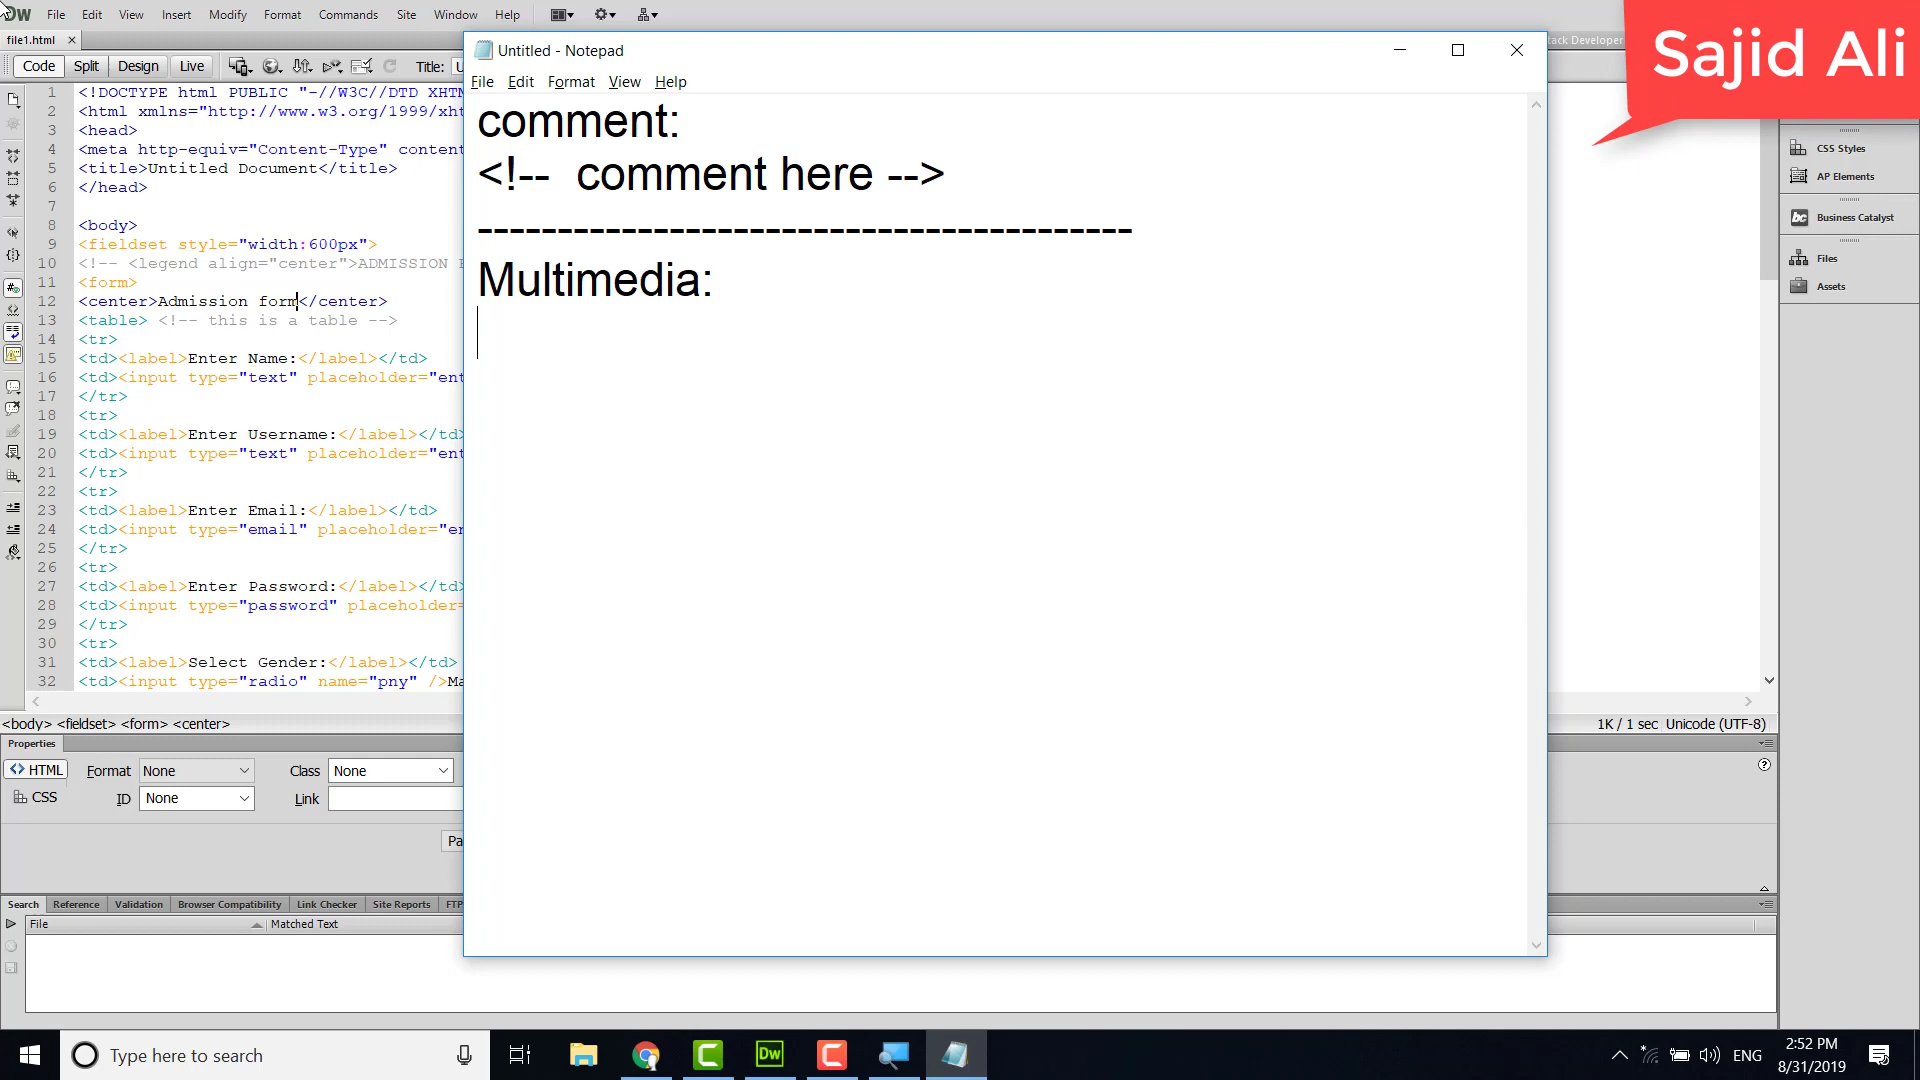 Dw File Edit View Insert Modify Format Commands Site Window Help
file1.html
Code Split Design Live Title:
Sajid Ali
tack Developer
Untitled - Notepad
File Edit Format View Help
comment:
<!--  comment here -->
-----------------------------------------
Multimedia:
1 <!DOCTYPE html PUBLIC "-//W3C//DTD XHTM
2 <html xmlns="http://www.w3.org/1999/xht
3 <head>
4 <meta http-equiv="Content-Type" content
5 <title>Untitled Document</title>
6 </head>
7
8 <body>
9 <fieldset style="width:600px">
10 <!-- <legend align="center">ADMISSION
11 <form>
12 <center>Admission form</center>
13 <table> <!-- this is a table -->
14 <tr>
15 <td><label>Enter Name:</label></td>
16 <td><input type="text" placeholder="ent
17 </tr>
18 <tr>
19 <td><label>Enter Username:</label></td>
20 <td><input type="text" placeholder="ent
21 </tr>
22 <tr>
23 <td><label>Enter Email:</label></td>
24 <td><input type="email" placeholder="en
25 </tr>
26 <tr>
27 <td><label>Enter Password:</label></td>
28 <td><input type="password" placeholder=
29 </tr>
30 <tr>
31 <td><label>Select Gender:</label></td>
32 <td><input type="radio" name="pny" />Ma
CSS Styles
AP Elements
Business Catalyst
Files
Assets
<body> <fieldset> <form> <center>
1K / 1 sec Unicode (UTF-8)
Properties
HTML Format None Class None
CSS ID None Link
Pa
Search Reference Validation Browser Compatibility Link Checker Site Reports FTP
File Matched Text
Type here to search
Dw
ENG
2:52 PM
8/31/2019